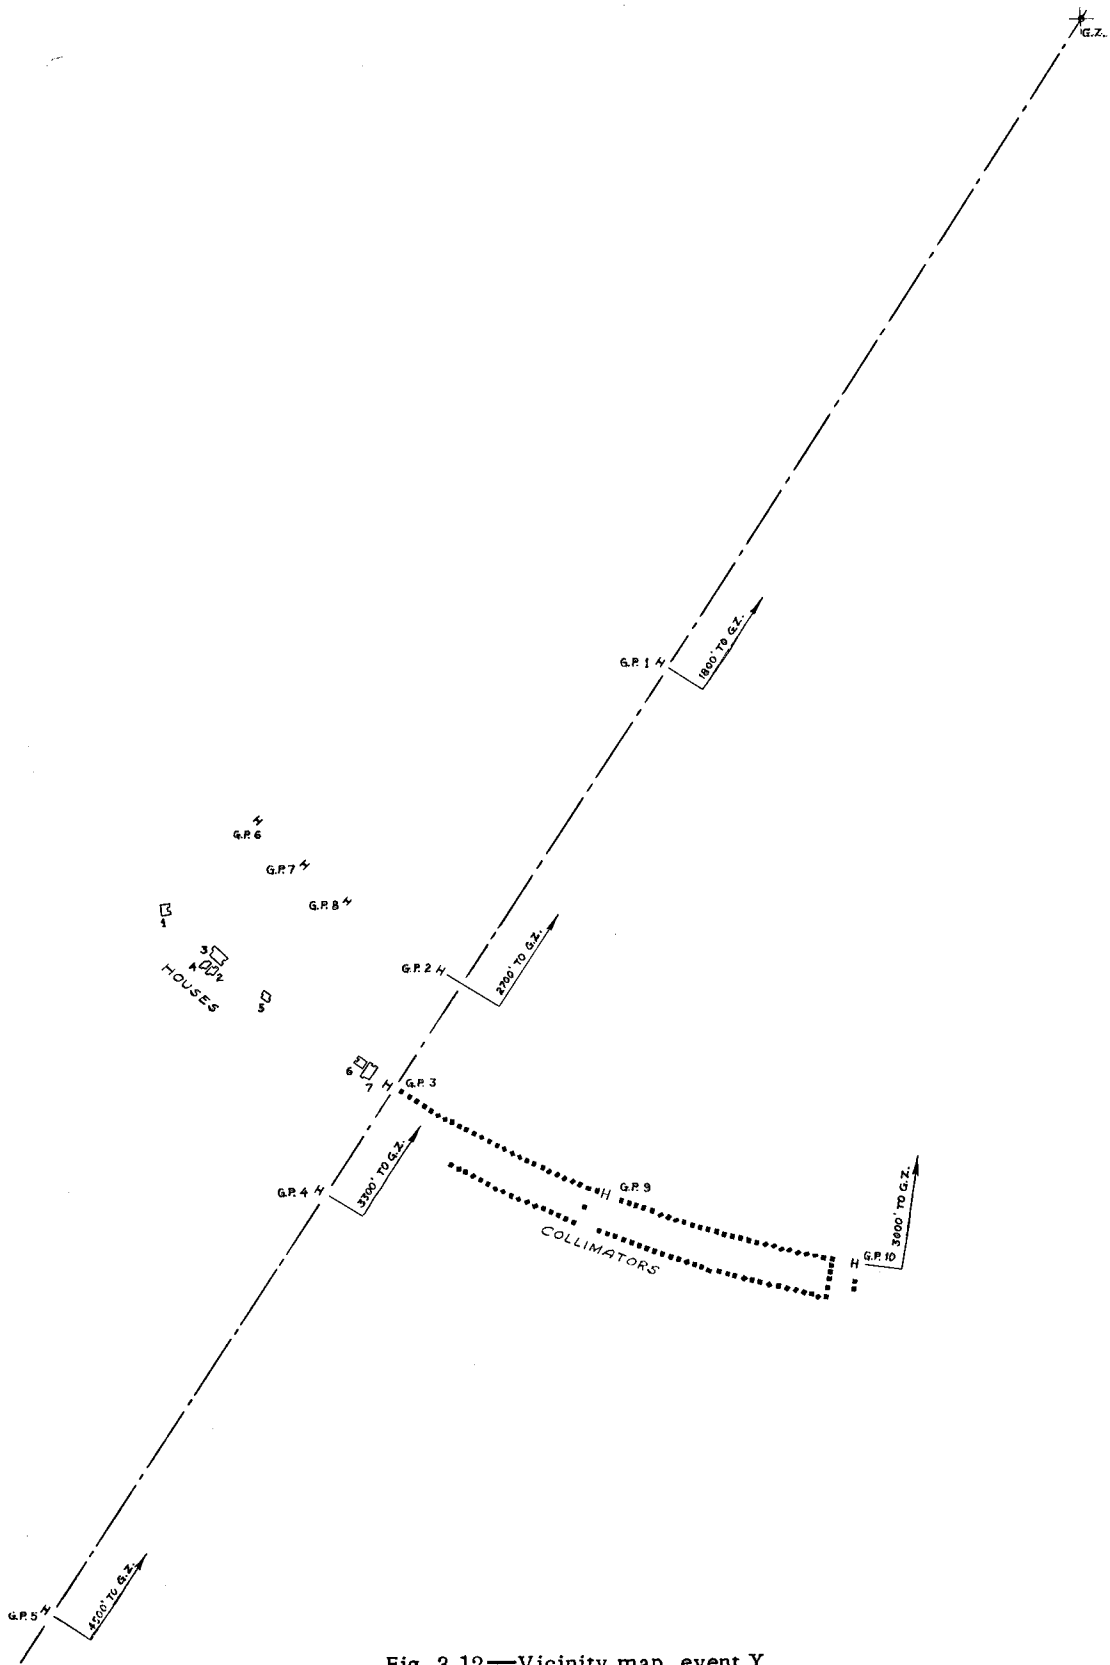 G.Z.
G.P. 1
1800' TO G.Z.
G.P. 6
G.P. 7
G.P. 8
1
3
4
2
HOUSES
5
G.P. 2
2700' TO G.Z.
6
7
G.P. 3
G.P. 4
3300' TO G.Z.
G.P. 9
COLLIMATORS
G.P. 10
3000' TO G.Z.
G.P. 5
4500' TO G.Z.
Fig. 3.12—Vicinity map, event Y.